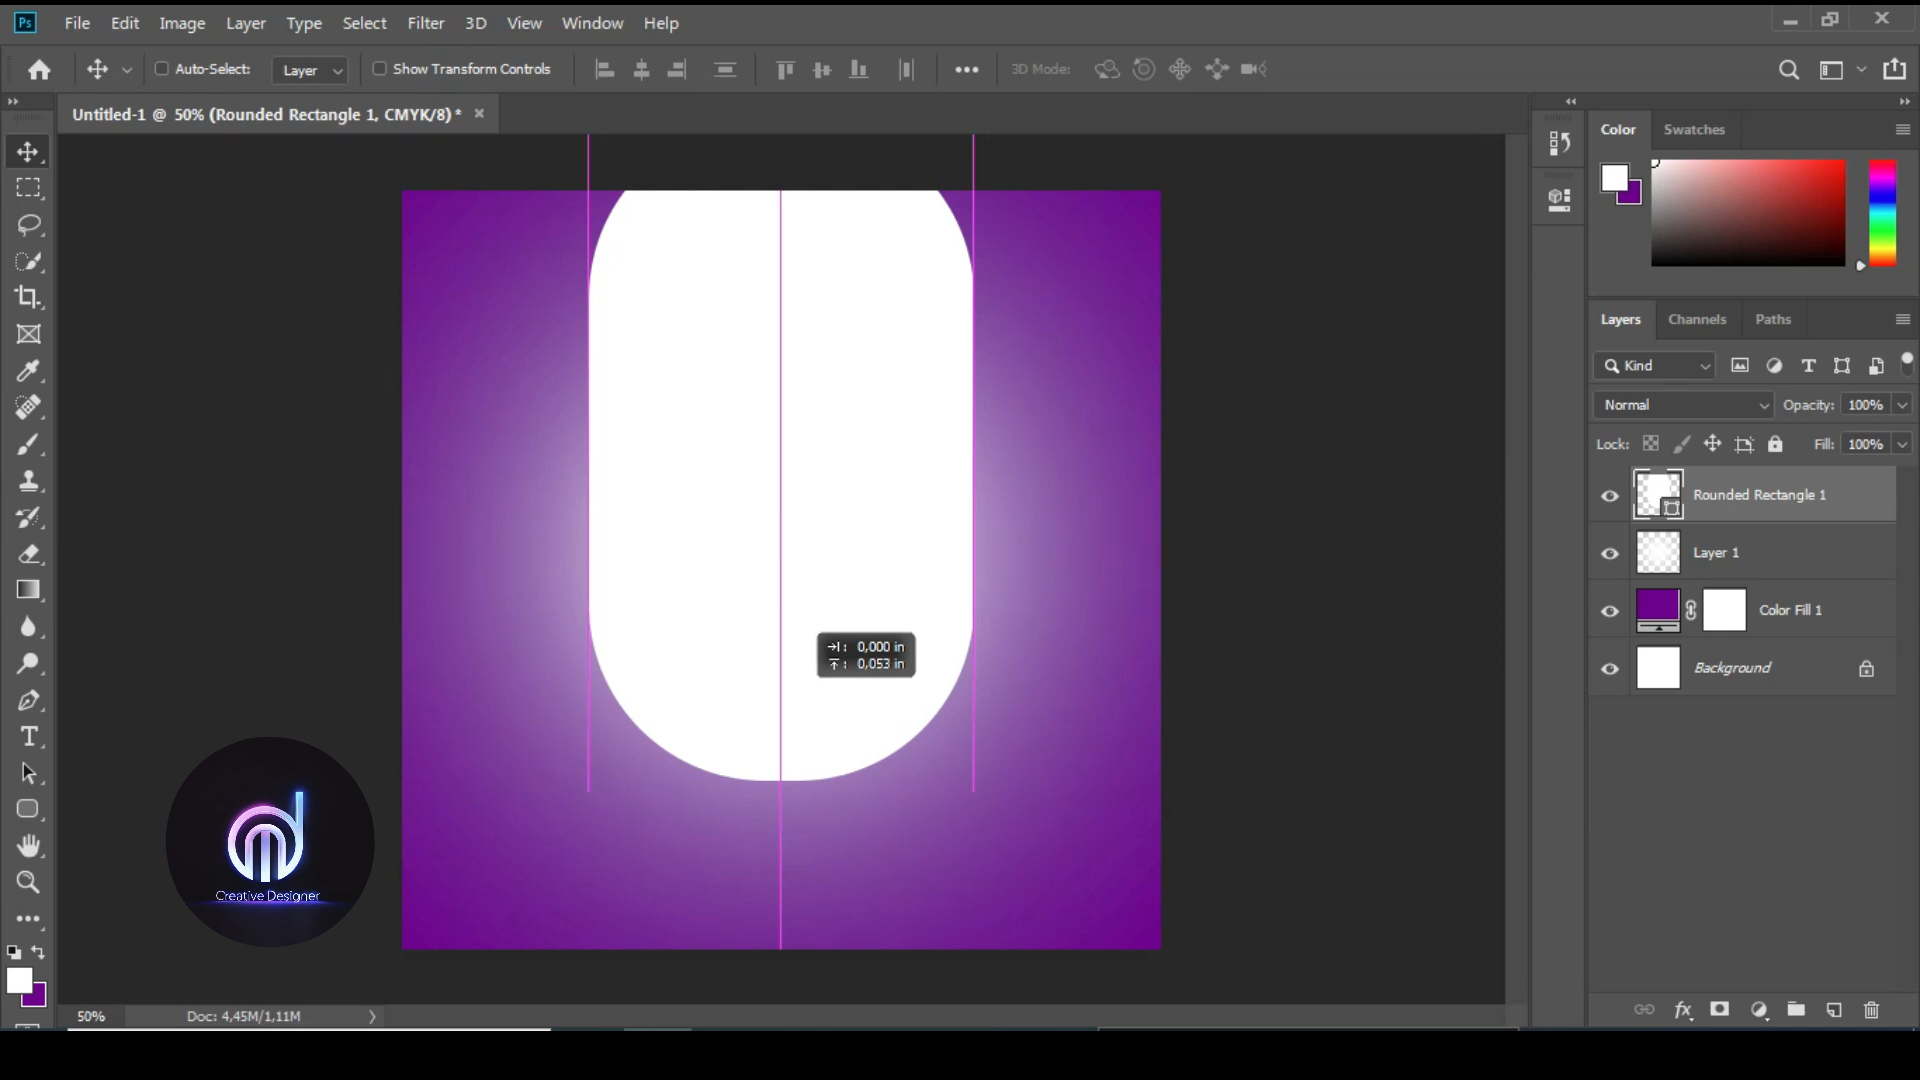 Ps File Edit Image Layer Type Select Filter 3D View Window Help
Auto-Select: Layer Show Transform Controls 3D Mode:
Untitled-1 @ 50% (Rounded Rectangle 1, CMYK/8) *
Color Swatches
Layers Channels Paths
Kind
Normal Opacity: 100%
Lock: Fill: 100%
Rounded Rectangle 1
Layer 1
Color Fill 1
Background
: 0,000 in
: 0,053 in
Creative Designer
fx
50% Doc: 4,45M/1,11M